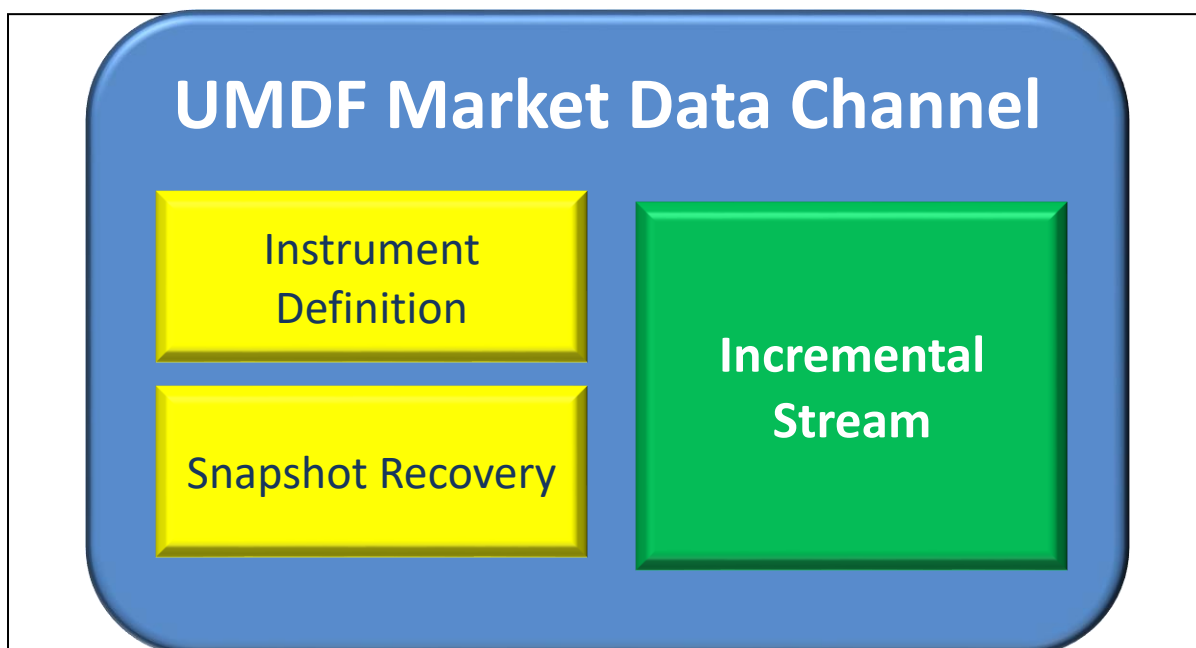 UMDF Market Data Channel
Instrument
Definition
Snapshot Recovery
Incremental
Stream